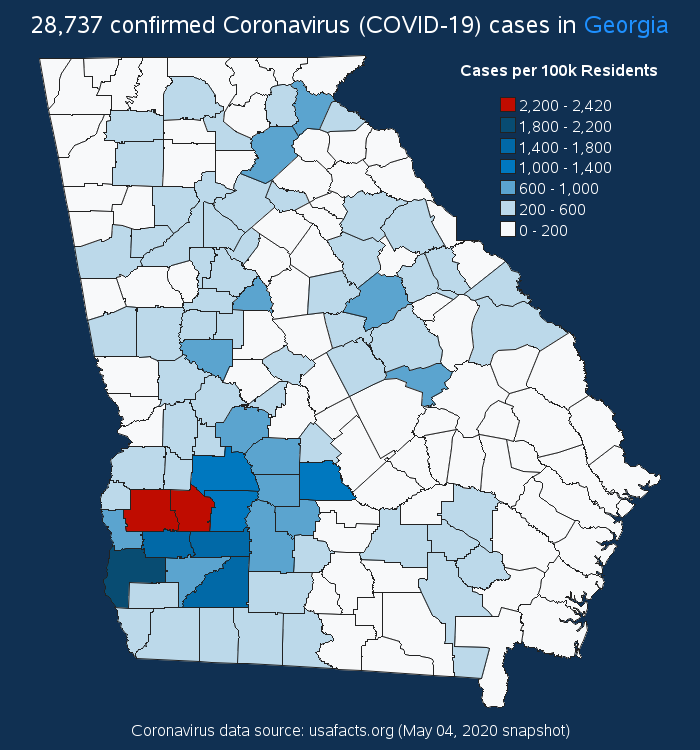 28,737 confirmed Coronavirus (COVID-19) cases in Georgia
Cases per 100k Residents
2,200 - 2,420
1,800 - 2,200
1,400 - 1,800
1,000 - 1,400
600 - 1,000
200 - 600
0 - 200
Coronavirus data source: usafacts.org (May 04, 2020 snapshot)